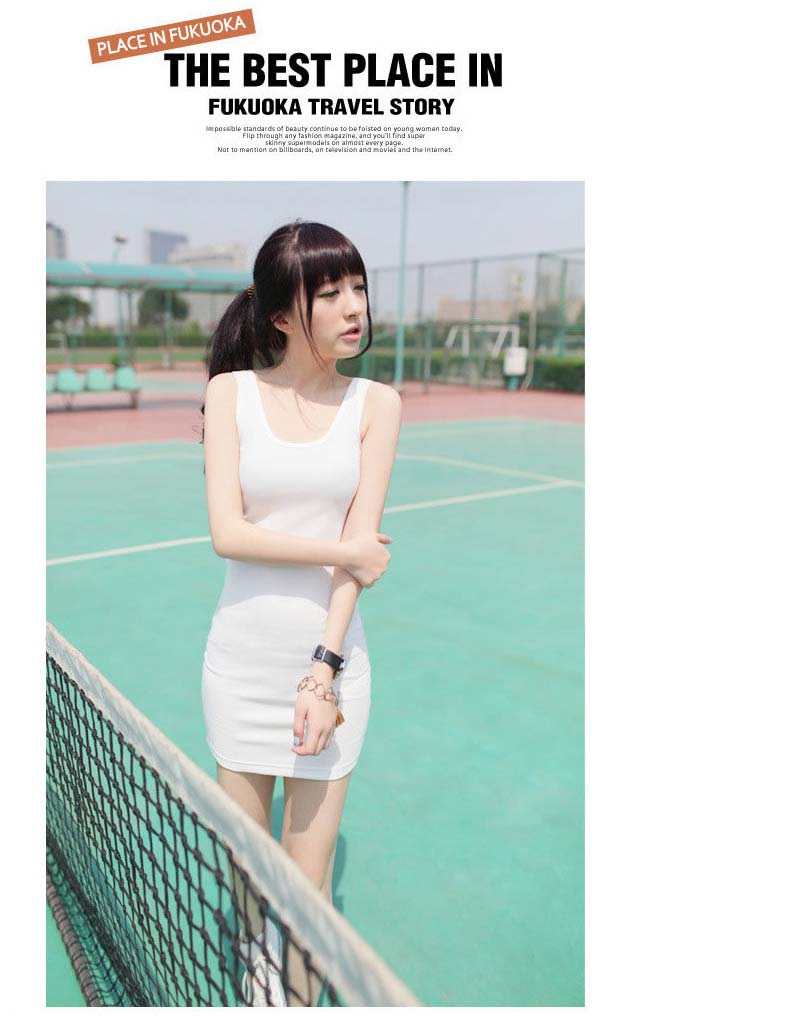 PLACE IN FUKUOKA
THE BEST PLACE IN
FUKUOKA TRAVEL STORY
Impossible standards of beauty continue to be foisted on young women today.
Flip through any fashion magazine, and you'll find super
skinny supermodels on almost every page.
Not to mention on billboards, on television and movies and the Internet.